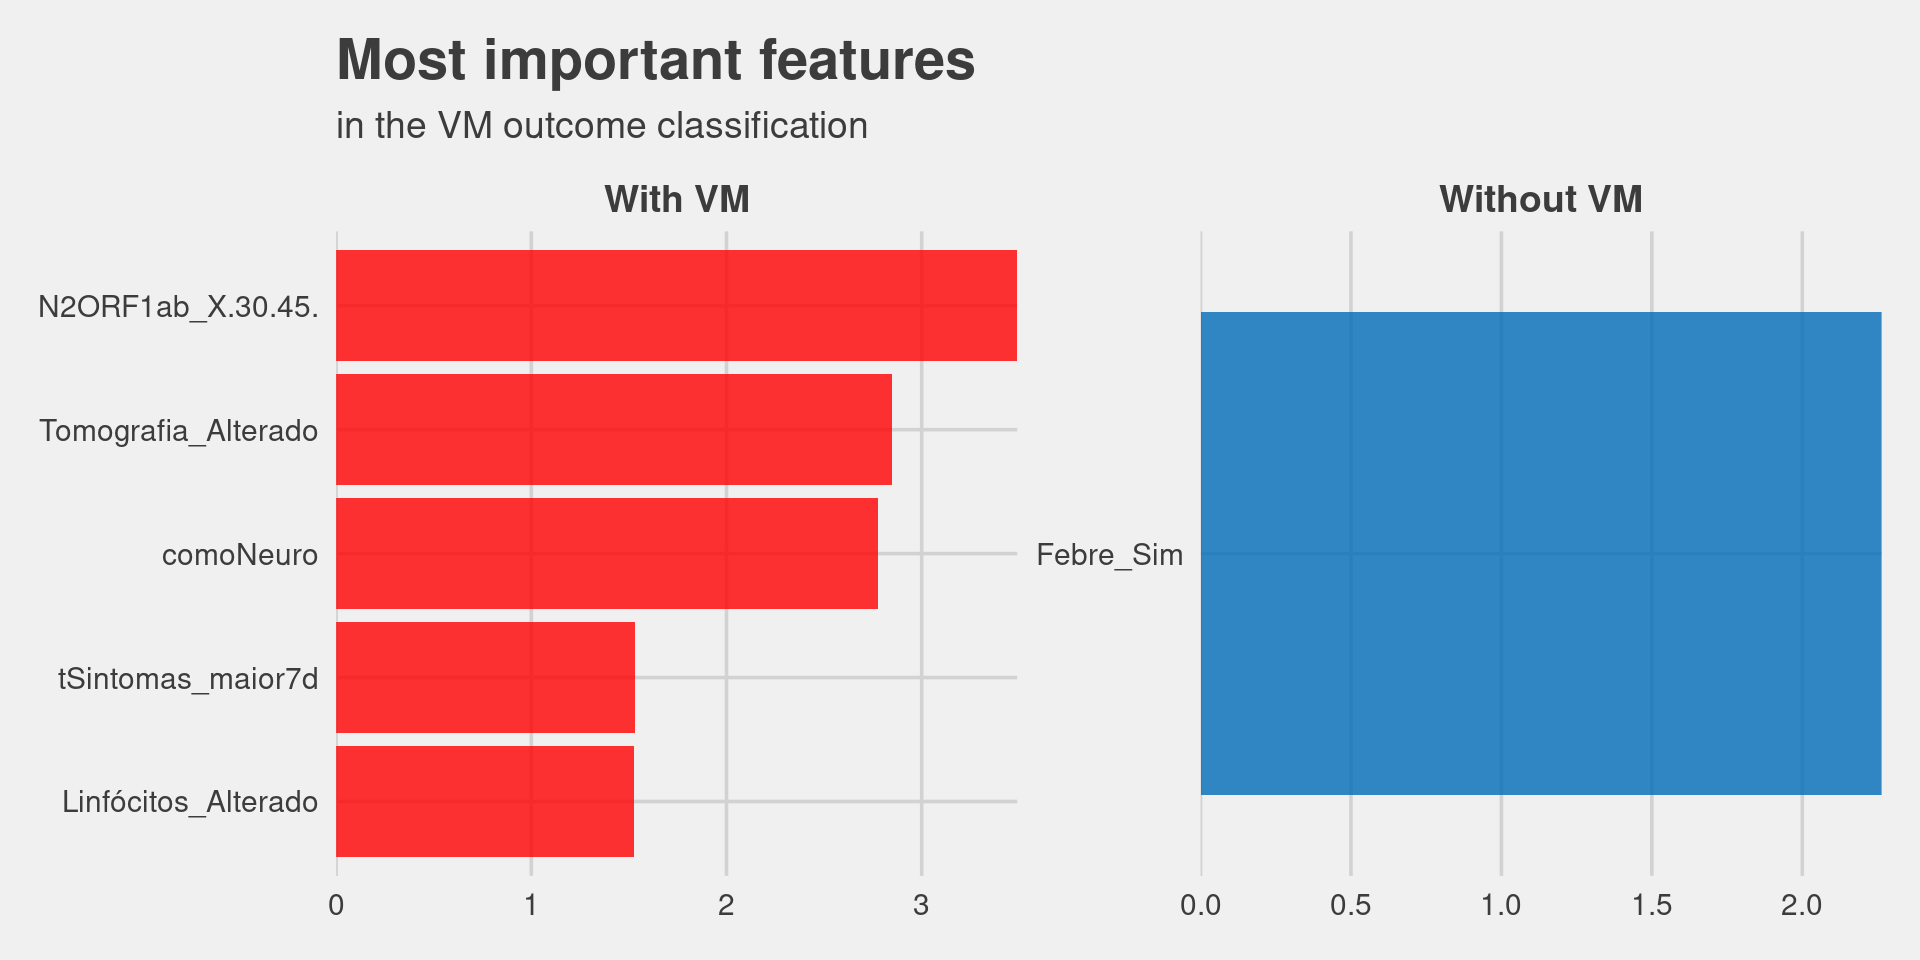 Most important features
in the VM outcome classification
With VM
N2ORF1ab_X.30.45.
Tomografia_Alterado
comoNeuro
tSintomas_maior7d
Linfócitos_Alterado
0 1 2 3
Without VM
Febre_Sim
0.0 0.5 1.0 1.5 2.0